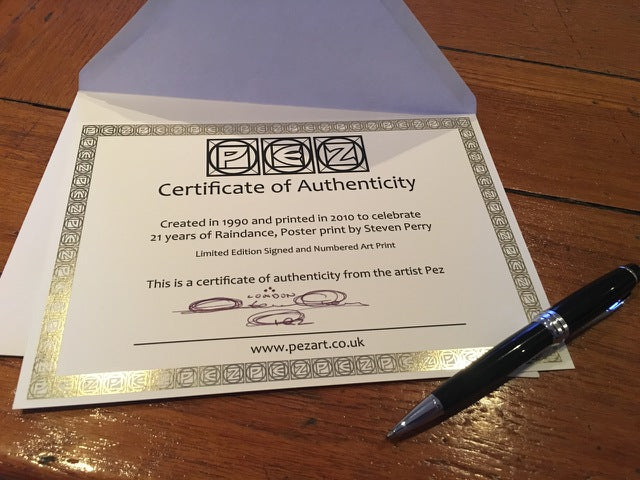 PEZ
Certificate of Authenticity
Created in 1990 and printed in 2010 to celebrate
21 years of Raindance, Poster print by Steven Perry
Limited Edition Signed and Numbered Art Print
This is a certificate of authenticity from the artist Pez
LONDON
Pez
www.pezart.co.uk